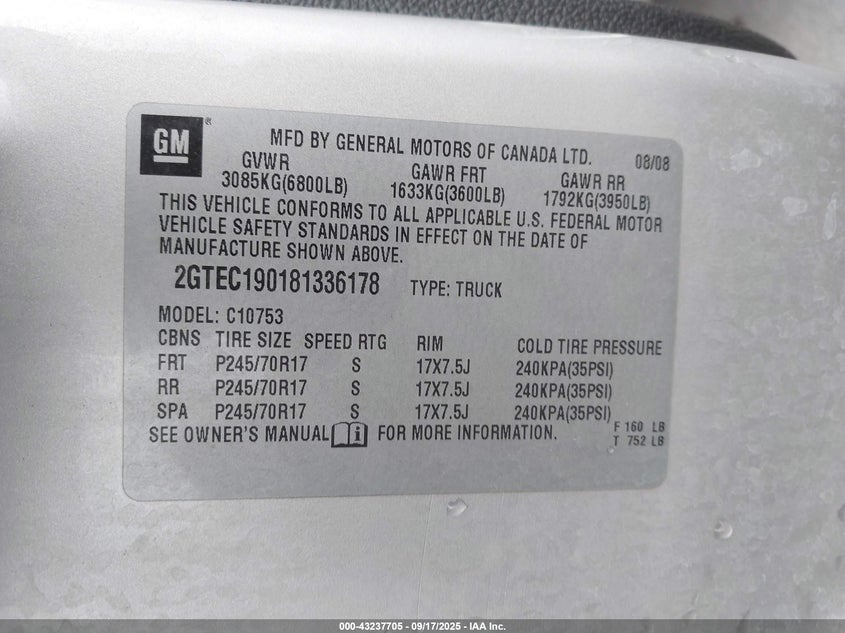 GM
MFD BY GENERAL MOTORS OF CANADA LTD. 08/08
GVWR GAWR FRT GAWR RR
3085KG(6800LB) 1633KG(3600LB) 1792KG(3950LB)
THIS VEHICLE CONFORMS TO ALL APPLICABLE U.S. FEDERAL MOTOR
VEHICLE SAFETY STANDARDS IN EFFECT ON THE DATE OF
MANUFACTURE SHOWN ABOVE.
2GTEC190181336178 TYPE: TRUCK
MODEL: C10753
CBNS TIRE SIZE SPEED RTG RIM COLD TIRE PRESSURE
FRT P245/70R17 S 17X7.5J 240KPA(35PSI)
RR P245/70R17 S 17X7.5J 240KPA(35PSI)
SPA P245/70R17 S 17X7.5J 240KPA(35PSI)
SEE OWNER'S MANUAL i FOR MORE INFORMATION.
F 160 LB
T 752 LB
000-43237705 - 09/17/2025 - IAA Inc.